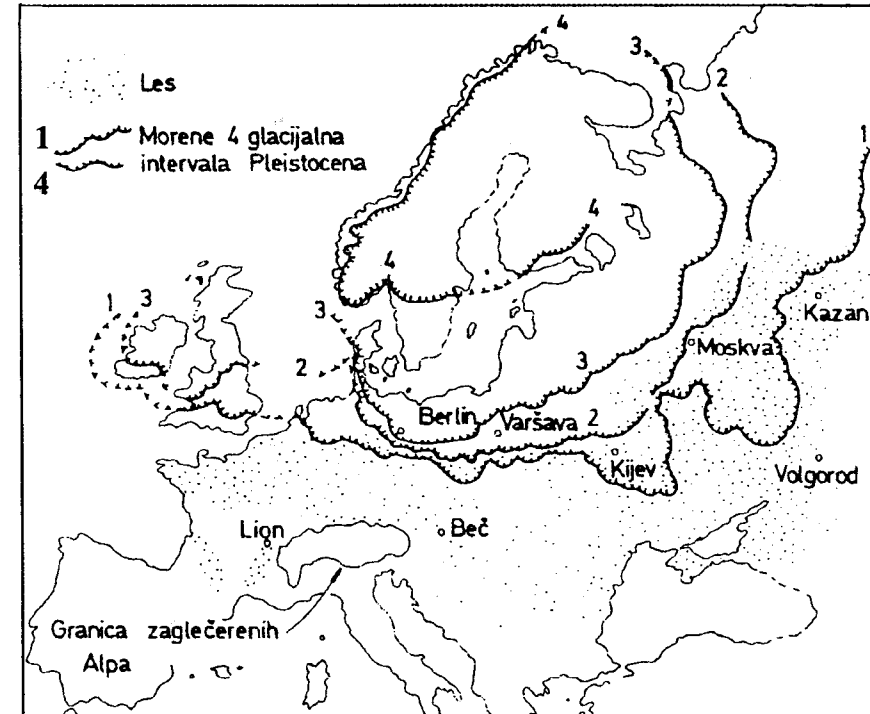 4
3
2
1
Les
1 Morene 4 glacijalna
4 intervala Pleistocena
4
4
1 3
3
2
Kazan
Moskva
3
Berlin
Varšava 2
Kijev
Volgorod
Lion
Beč
Granica zaglečerenih
Alpa